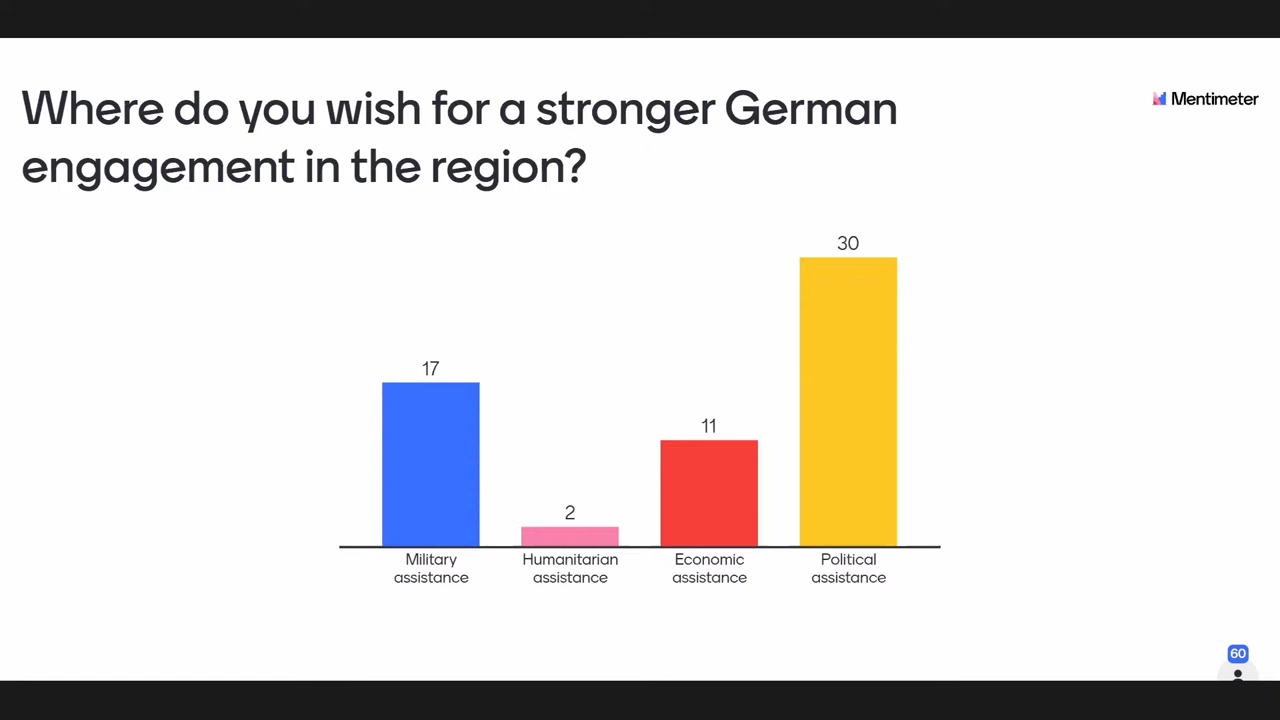 Where do you wish for a stronger German
engagement in the region?
Mentimeter
30
17
11
2
Military
assistance
Humanitarian
assistance
Economic
assistance
Political
assistance
60